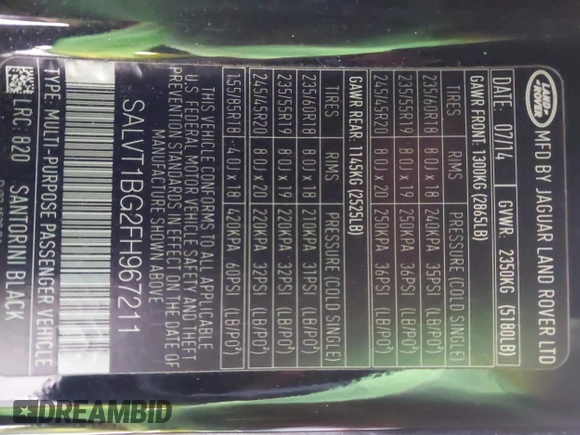 LAND ROVER
MFD BY JAGUAR LAND ROVER LTD
DATE: 07/14 GVWR: 2350KG (5180LB)
GAWR FRONT: 1300KG (2865LB)
TIRES RIMS PRESSURE (COLD SINGLE)
235/60R18 8.0J x 18 240KPA 35PSI (LB/PO²)
235/55R19 8.0J x 19 250KPA 36PSI (LB/PO²)
245/45R20 8.0J x 20 250KPA 36PSI (LB/PO²)
GAWR REAR: 1145KG (2525LB)
TIRES RIMS PRESSURE (COLD SINGLE)
235/60R18 8.0J x 18 210KPA 31PSI (LB/PO²)
235/55R19 8.0J x 19 220KPA 32PSI (LB/PO²)
245/45R20 8.0J x 20 220KPA 32PSI (LB/PO²)
155/85R18 4.0J x 18 420KPA 60PSI (LB/PO²)
THIS VEHICLE CONFORMS TO ALL APPLICABLE
U.S FEDERAL MOTOR VEHICLE SAFETY AND THEFT
PREVENTION STANDARDS IN EFFECT ON THE DATE OF
MANUFACTURE SHOWN ABOVE
SALVT1BG2FH967211
TYPE: MULTI-PURPOSE PASSENGER VEHICLE
LRC: 820 SANTORINI BLACK
DREAMBID